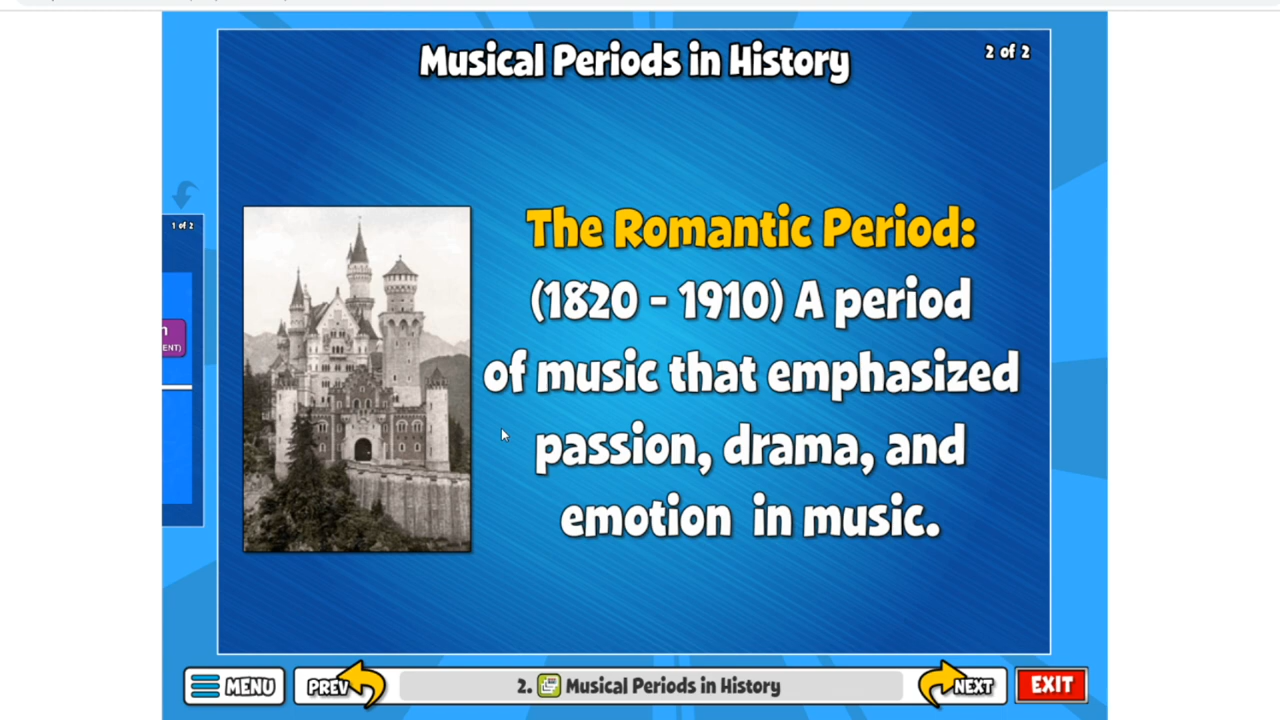 Musical Periods in History
2 of 2
1 of 2
The Romantic Period:
(1820 - 1910) A period
of music that emphasized
passion, drama, and
emotion in music.
MENU
PREV
2. Musical Periods in History
NEXT
EXIT